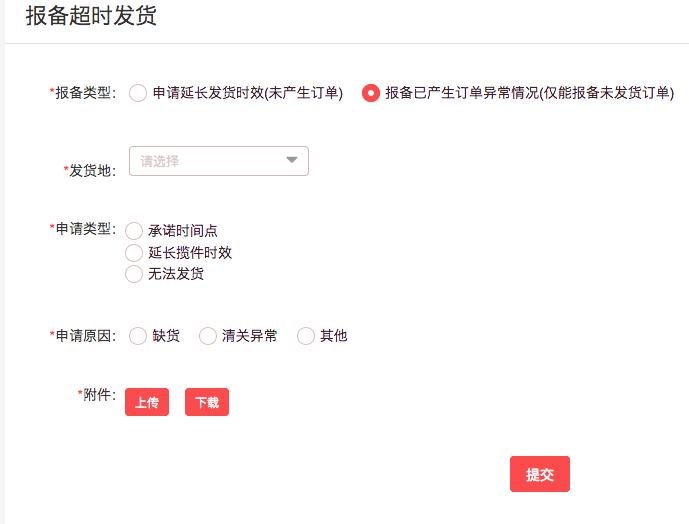 报备超时发货
*报备类型: 申请延长发货时效(未产生订单) 报备已产生订单异常情况(仅能报备未发货订单)
*发货地: 请选择
*申请类型: 承诺时间点
延长揽件时效
无法发货
*申请原因: 缺货 清关异常 其他
*附件: 上传 下载
提交